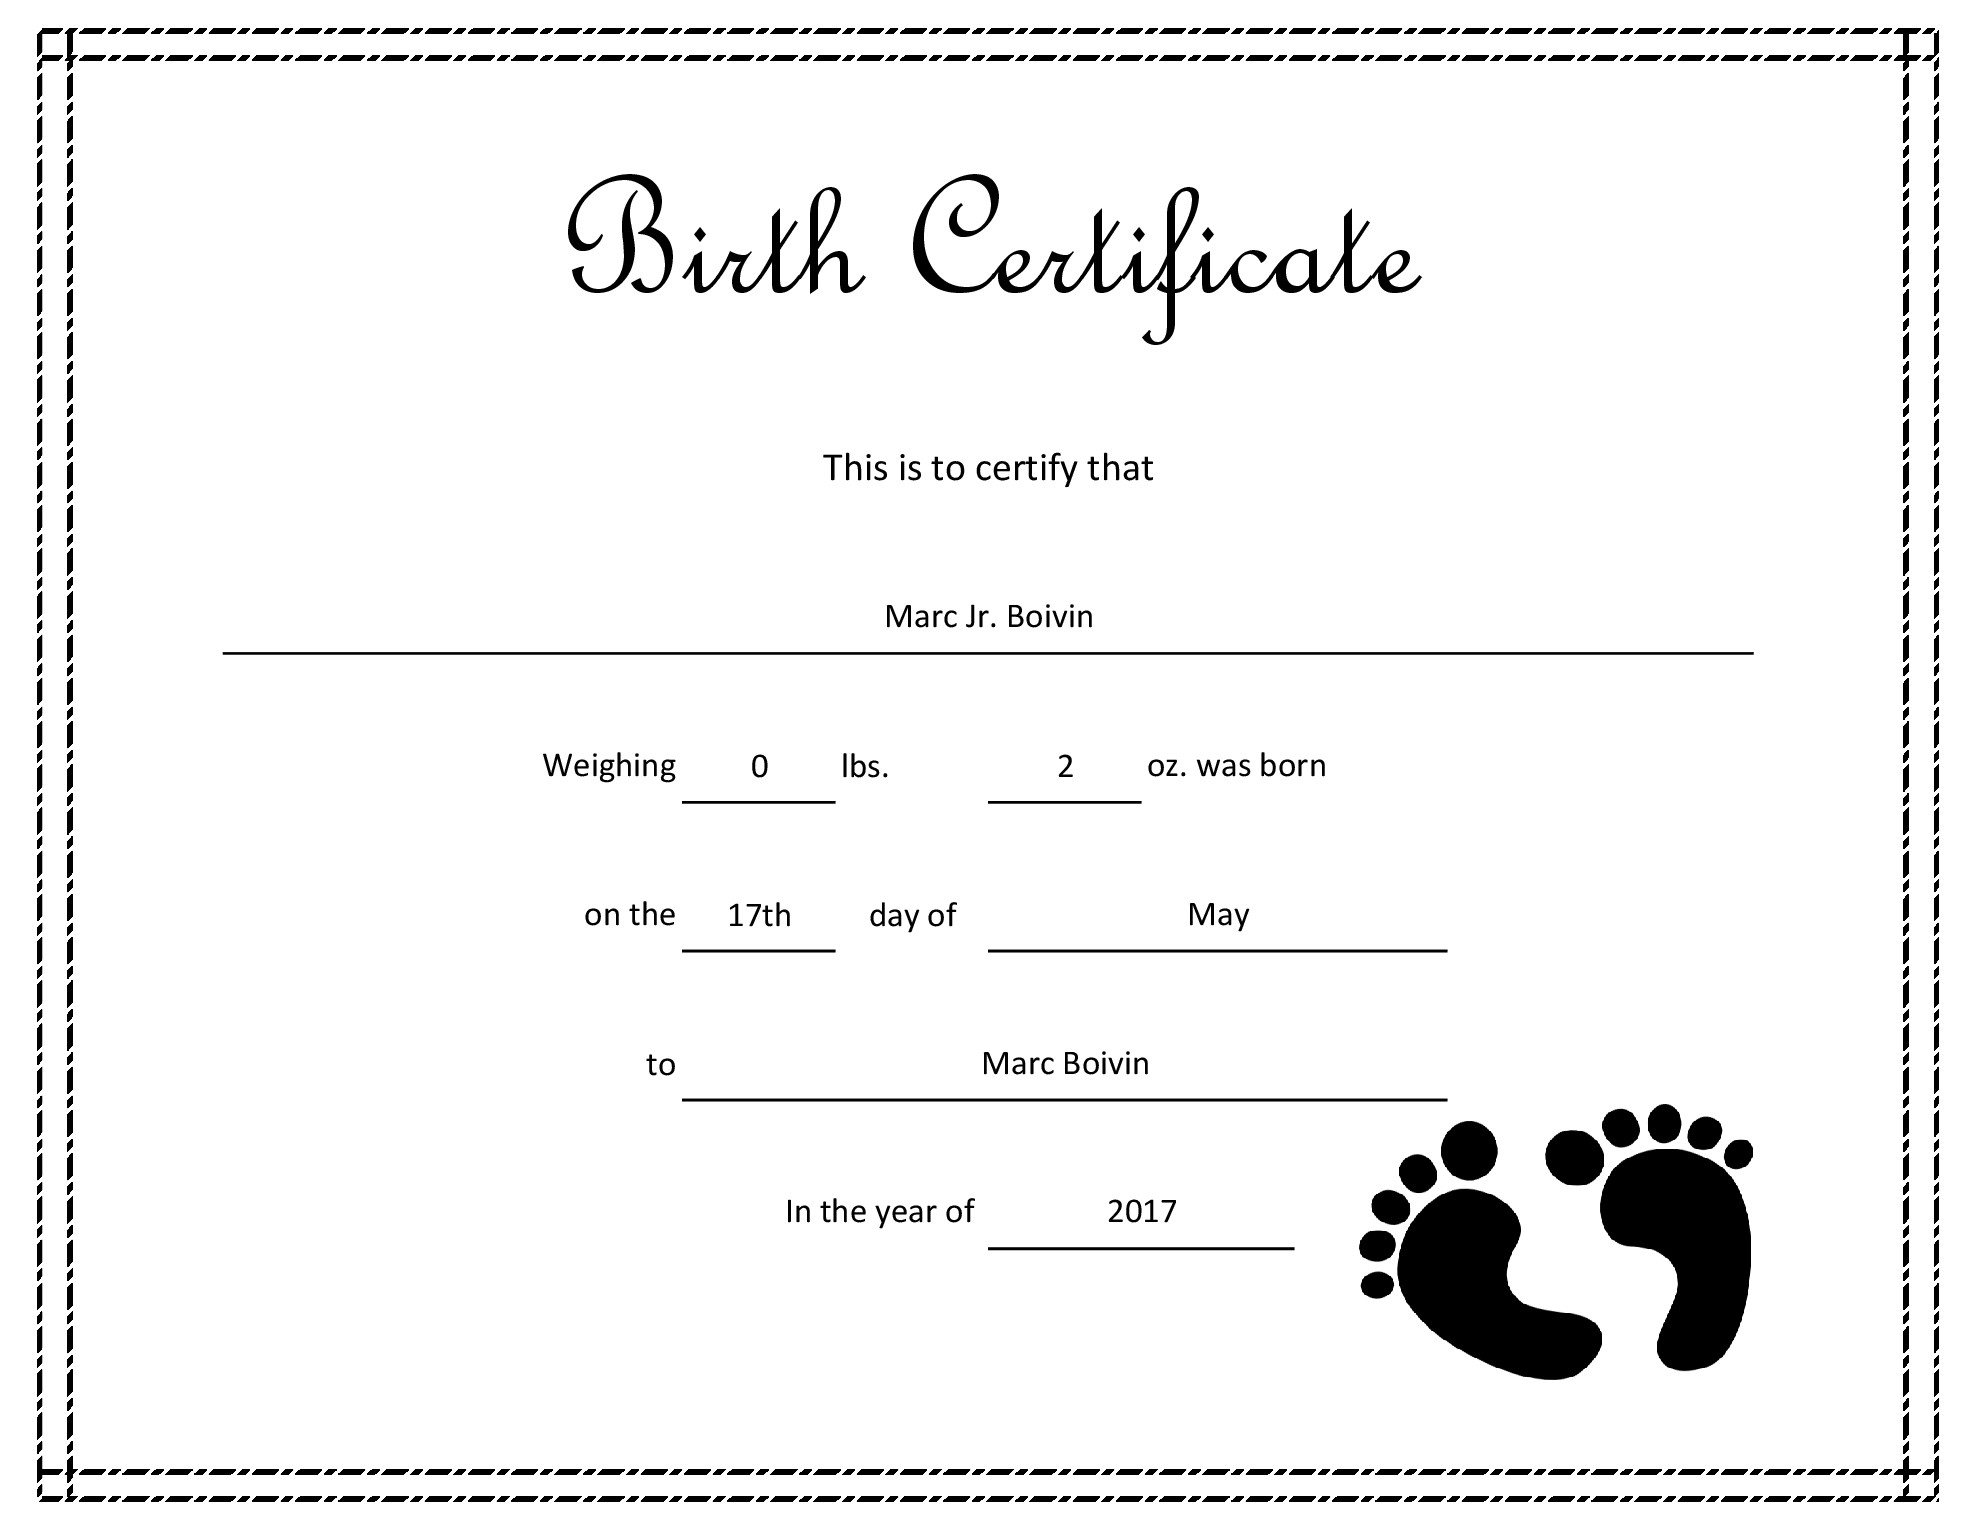 Birth Certificate
This is to certify that
Marc Jr. Boivin
Weighing 0 lbs. 2 oz. was born
on the 17th day of May
to Marc Boivin
In the year of 2017